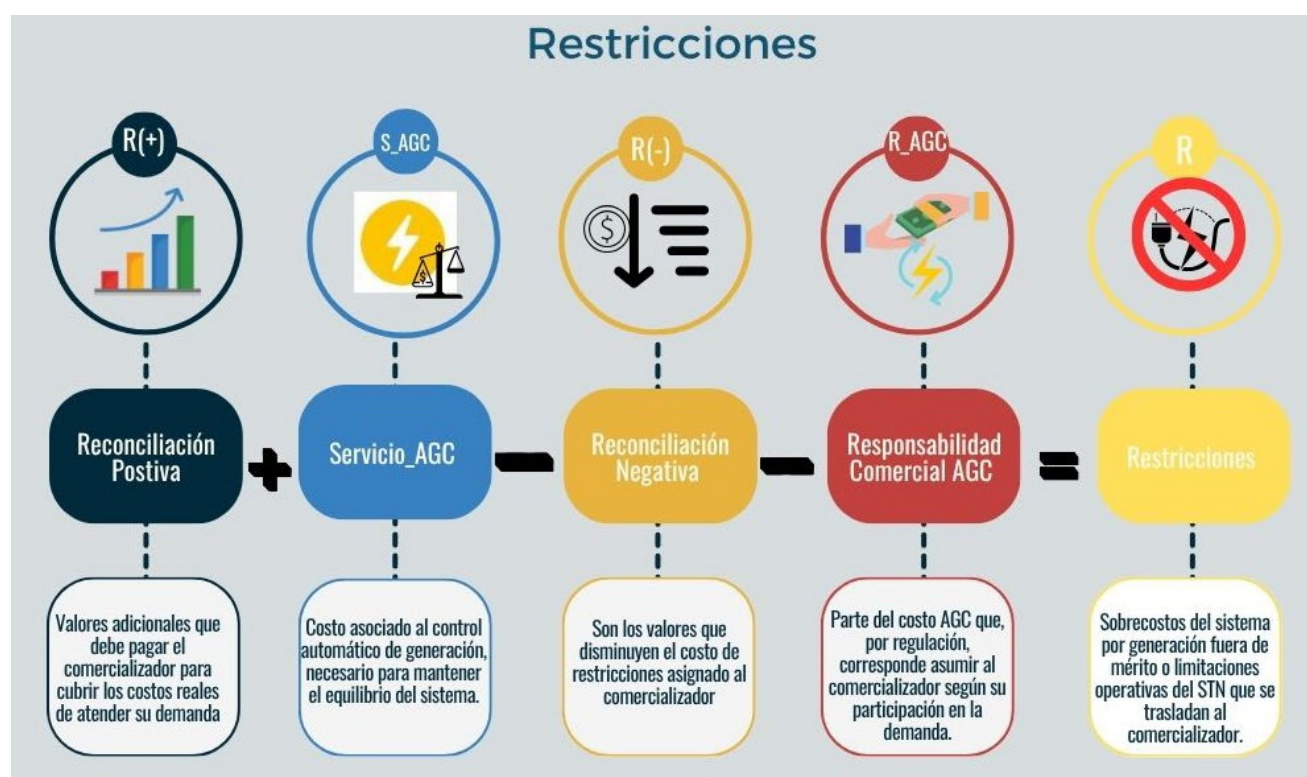 Restricciones
R(+)
S_AGC
R(-)
R_AGC
R
$
$
Reconciliación
Postiva
+
Servicio_AGC
-
Reconciliación
Negativa
-
Responsabilidad
Comercial AGC
=
Restricciones
Valores adicionales que
debe pagar el
comercializador para
cubrir los costos reales
de atender su demanda
Costo asociado al control
automático de generación,
necesario para mantener
el equilibrio del sistema.
Son los valores que
disminuyen el costo de
restricciones asignado al
comercializador
Parte del costo AGC que,
por regulación,
corresponde asumir al
comercializador según su
participación en la
demanda.
Sobrecostos del sistema
por generación fuera de
mérito o limitaciones
operativas del STN que se
trasladan al
comercializador.